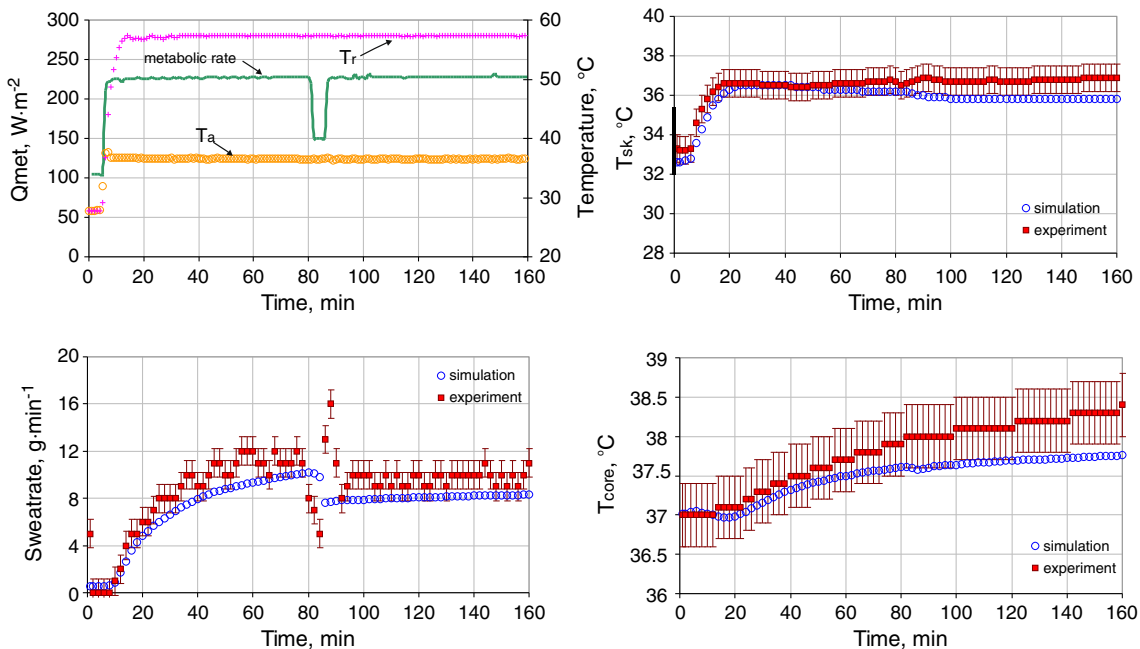 300
250
200
150
100
50
0
Qmet, W·m-2
60
50
40
30
20
Temperature, °C
metabolic rate
Tr
Ta
0 20 40 60 80 100 120 140 160
Time, min
40
38
36
34
32
30
28
Tsk, °C
simulation
experiment
0 20 40 60 80 100 120 140 160
Time, min
20
16
12
8
4
0
Sweatrate, g·min-1
simulation
experiment
0 20 40 60 80 100 120 140 160
Time, min
39
38.5
38
37.5
37
36.5
36
Tcore, °C
simulation
experiment
0 20 40 60 80 100 120 140 160
Time, min